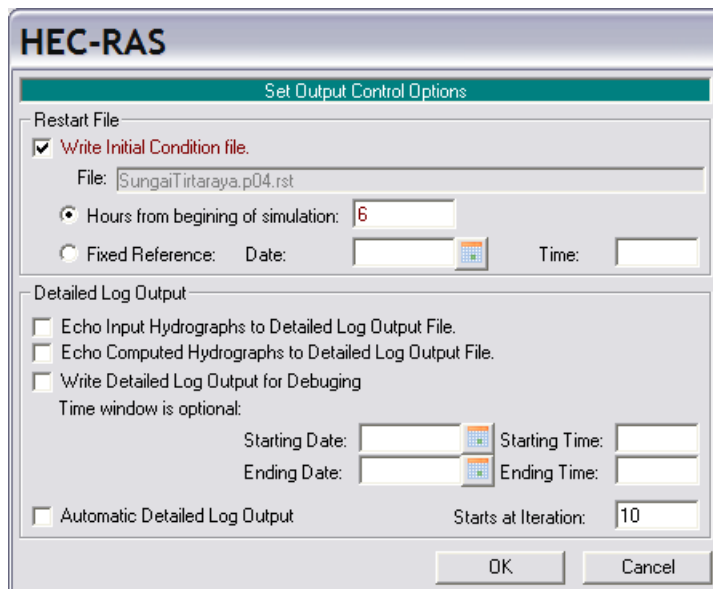 HEC-RAS
Set Output Control Options
Restart File
Write Initial Condition file.
File: SungaiTirtaraya.p04.rst
Hours from begining of simulation: 6
Fixed Reference: Date: Time:
Detailed Log Output
Echo Input Hydrographs to Detailed Log Output File.
Echo Computed Hydrographs to Detailed Log Output File.
Write Detailed Log Output for Debuging
Time window is optional:
Starting Date: Starting Time:
Ending Date: Ending Time:
Automatic Detailed Log Output Starts at Iteration: 10
OK Cancel